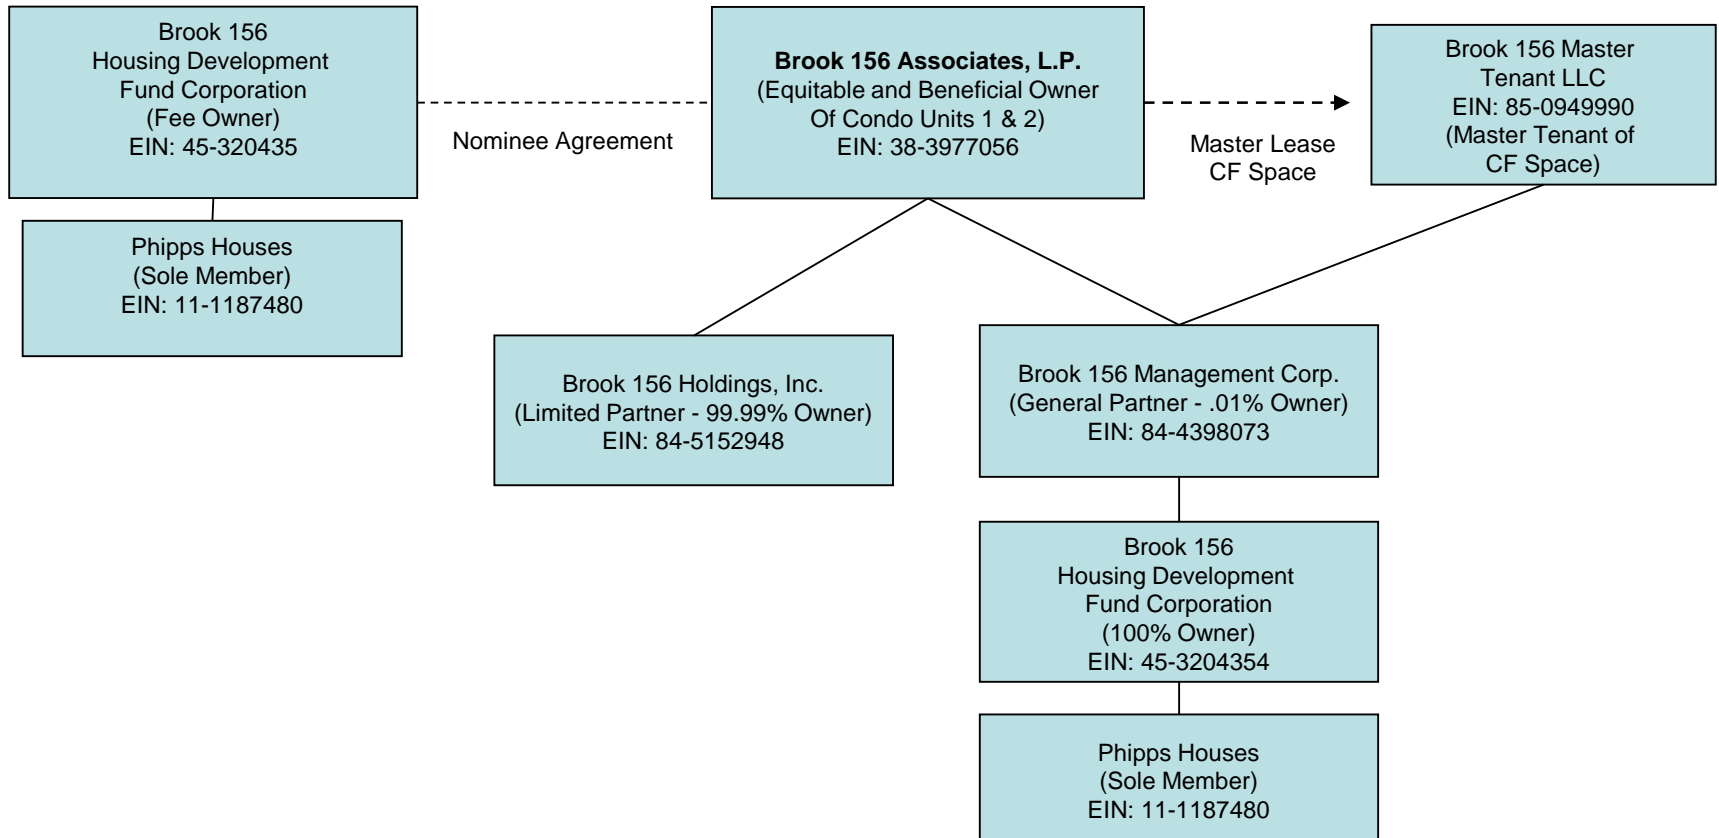 Brook 156
Housing Development
Fund Corporation
(Fee Owner)
EIN: 45-320435
Nominee Agreement
Brook 156 Associates, L.P.
(Equitable and Beneficial Owner
Of Condo Units 1 & 2)
EIN: 38-3977056
Master Lease
CF Space
Brook 156 Master
Tenant LLC
EIN: 85-0949990
(Master Tenant of
CF Space)
Phipps Houses
(Sole Member)
EIN: 11-1187480
Brook 156 Holdings, Inc.
(Limited Partner - 99.99% Owner)
EIN: 84-5152948
Brook 156 Management Corp.
(General Partner - .01% Owner)
EIN: 84-4398073
Brook 156
Housing Development
Fund Corporation
(100% Owner)
EIN: 45-3204354
Phipps Houses
(Sole Member)
EIN: 11-1187480